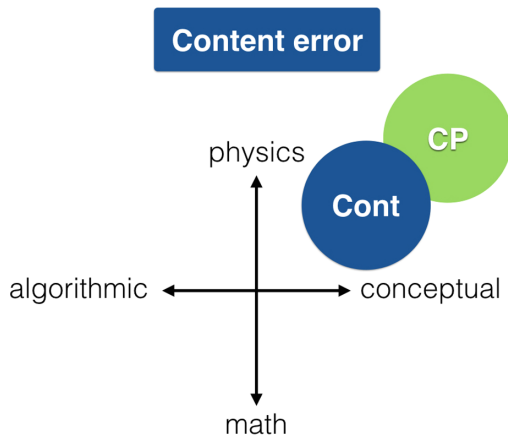 Content error
CP
physics
Cont
algorithmic
conceptual
math